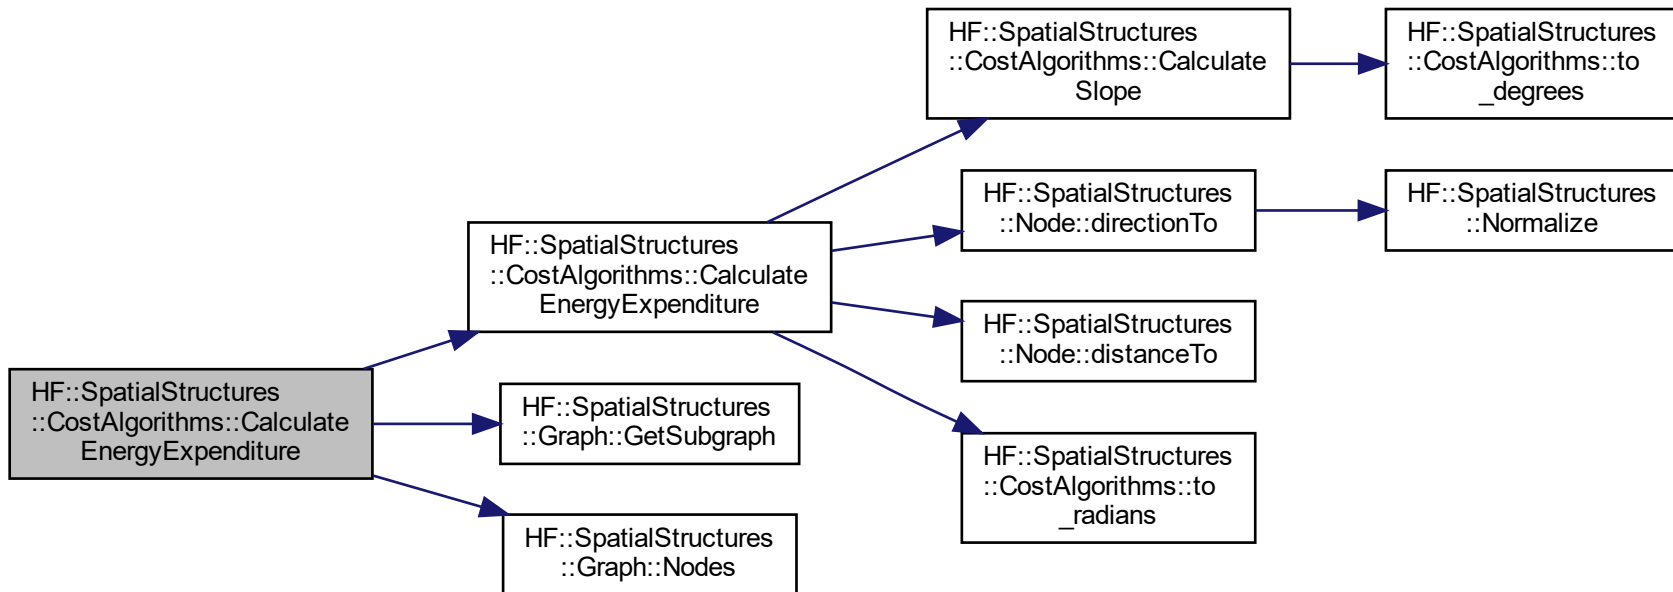 HF::SpatialStructures
::CostAlgorithms::Calculate
EnergyExpenditure
HF::SpatialStructures
::CostAlgorithms::Calculate
EnergyExpenditure
HF::SpatialStructures
::Graph::GetSubgraph
HF::SpatialStructures
::Graph::Nodes
HF::SpatialStructures
::CostAlgorithms::Calculate
Slope
HF::SpatialStructures
::Node::directionTo
HF::SpatialStructures
::Node::distanceTo
HF::SpatialStructures
::CostAlgorithms::to
_radians
HF::SpatialStructures
::CostAlgorithms::to
_degrees
HF::SpatialStructures
::Normalize